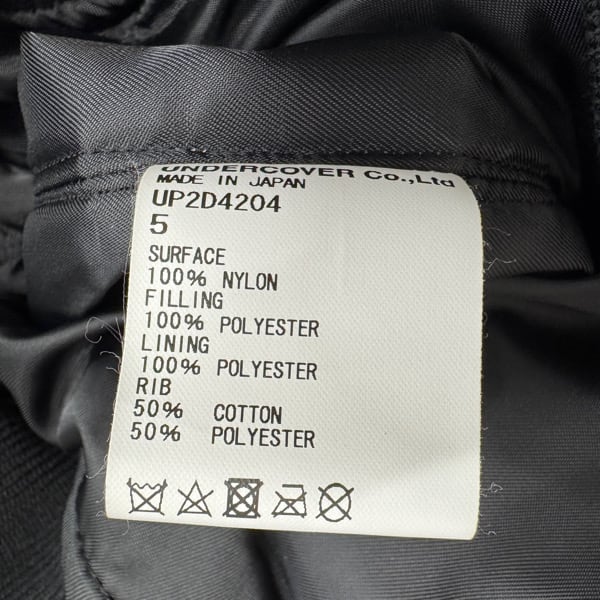 UNDERCOVER Co.,Ltd
MADE IN JAPAN
UP2D4204
5
SURFACE
100% NYLON
FILLING
100% POLYESTER
LINING
100% POLYESTER
RIB
50% COTTON
50% POLYESTER